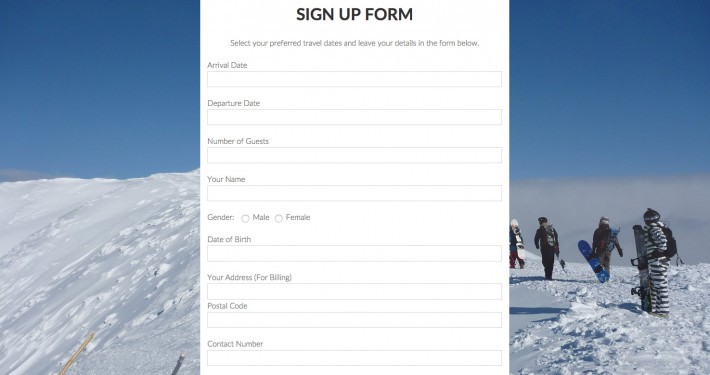 SIGN UP FORM
Select your preferred travel dates and leave your details in the form below.
Arrival Date
Departure Date
Number of Guests
Your Name
Gender: Male Female
Date of Birth
Your Address (For Billing)
Postal Code
Contact Number